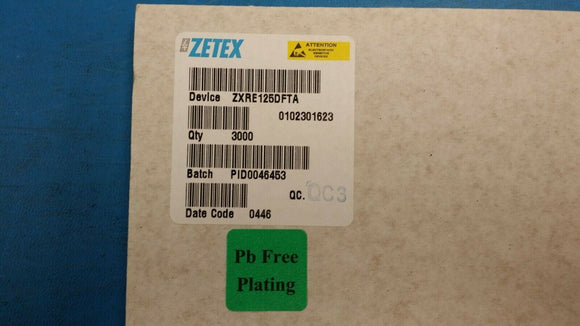 ZETEX
ATTENTION
Device ZXRE125DFTA
0102301623
Qty 3000
Batch PID0046453
QC. QC3
Date Code 0446
Pb Free
Plating